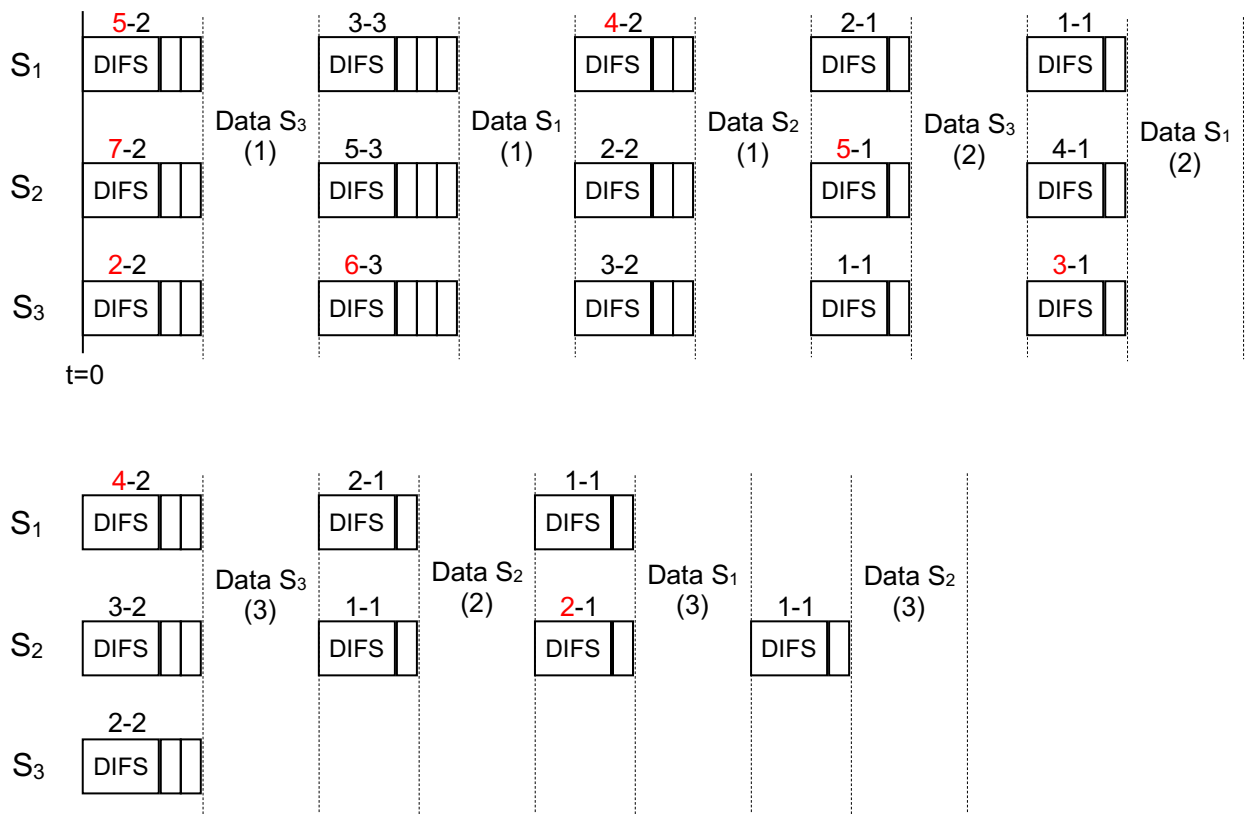 5-2 3-3 4-2 2-1 1-1
S1 DIFS DIFS DIFS DIFS DIFS
Data S3 Data S1 Data S2 Data S3 Data S1
(1) (1) (1) (2) (2)
7-2 5-3 2-2 5-1 4-1
S2 DIFS DIFS DIFS DIFS DIFS
2-2 6-3 3-2 1-1 3-1
S3 DIFS DIFS DIFS DIFS DIFS
t=0
4-2 2-1 1-1
S1 DIFS DIFS DIFS
Data S3 Data S2 Data S1 Data S2
(3) (2) (3) (3)
3-2 1-1 2-1 1-1
S2 DIFS DIFS DIFS DIFS
2-2
S3 DIFS